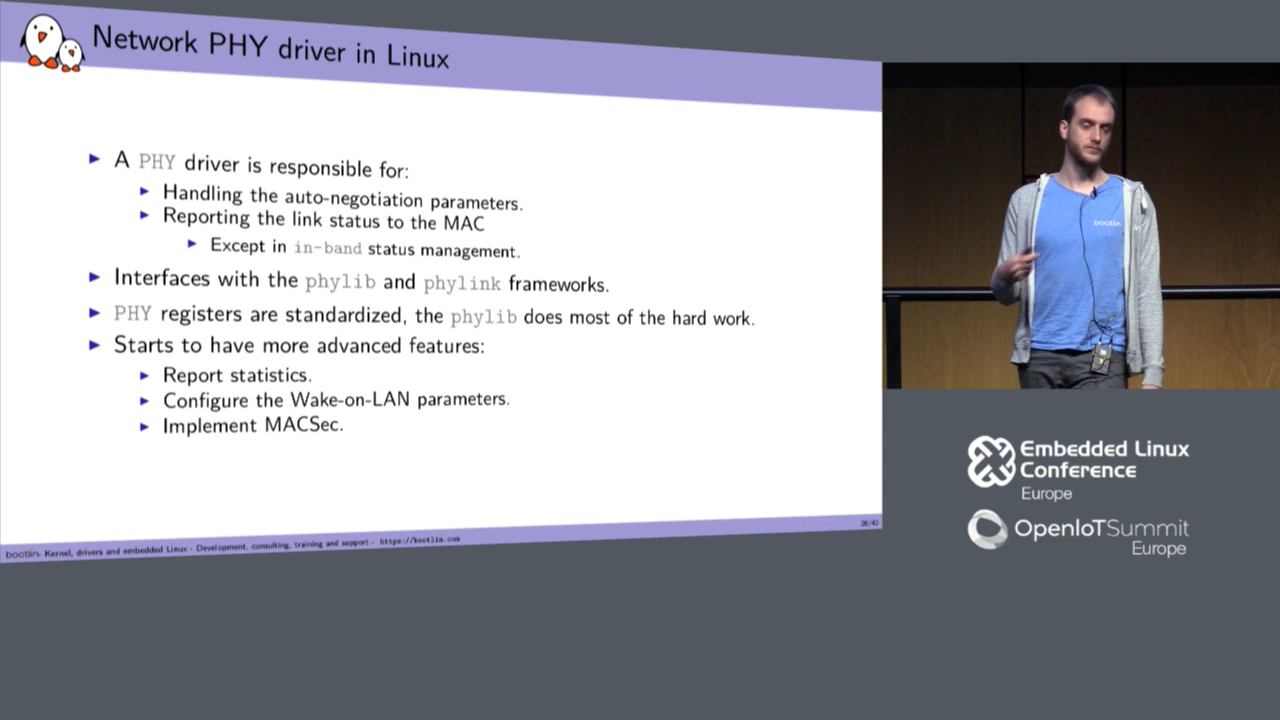 Network PHY driver in Linux
A PHY driver is responsible for:
Handling the auto-negotiation parameters.
Reporting the link status to the MAC
Except in in-band status management.
Interfaces with the phylib and phylink frameworks.
PHY registers are standardized, the phylib does most of the hard work.
Starts to have more advanced features:
Report statistics.
Configure the Wake-on-LAN parameters.
Implement MACSec.
26/40
bootlin - Kernel, drivers and embedded Linux - Development, consulting, training and support - https://bootlin.com
bootlin
Embedded Linux
Conference
Europe
OpenIoTSummit
Europe